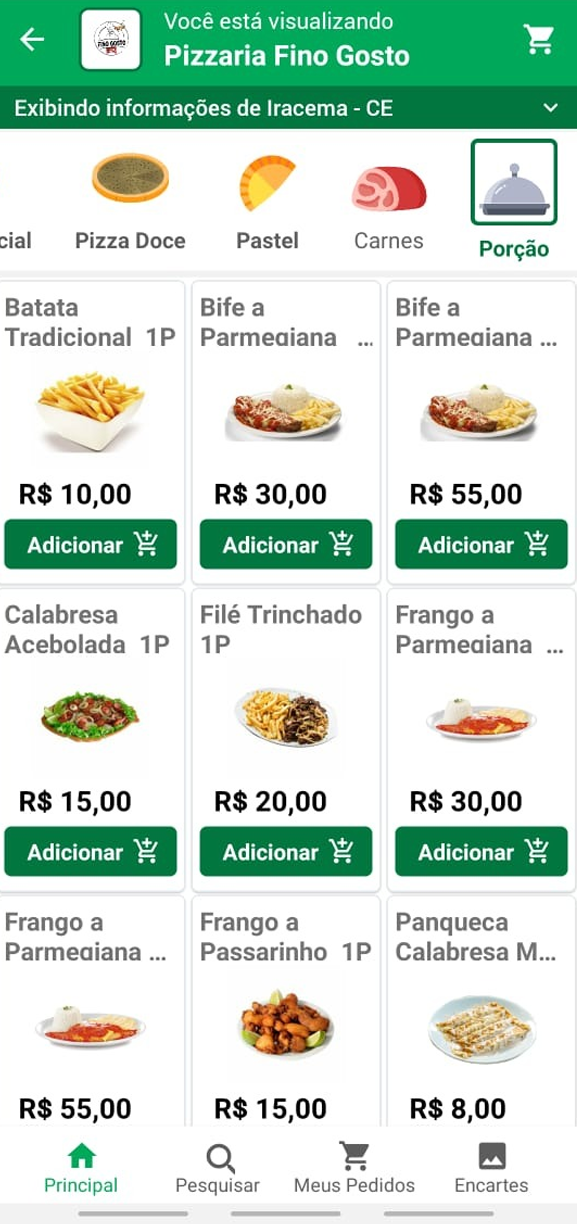 Você está visualizando
Pizzaria Fino Gosto
FINO GOSTO
Exibindo informações de Iracema - CE
cial
Pizza Doce
Pastel
Carnes
Porção
Batata
Tradicional 1P
Bife a
Parmegiana ...
Bife a
Parmegiana ...
R$ 10,00
R$ 30,00
R$ 55,00
Adicionar
Adicionar
Adicionar
Calabresa
Acebolada 1P
Filé Trinchado
1P
Frango a
Parmegiana ...
R$ 15,00
R$ 20,00
R$ 30,00
Adicionar
Adicionar
Adicionar
Frango a
Parmegiana ...
Frango a
Passarinho 1P
Panqueca
Calabresa M...
R$ 55,00
R$ 15,00
R$ 8,00
Principal
Pesquisar
Meus Pedidos
Encartes